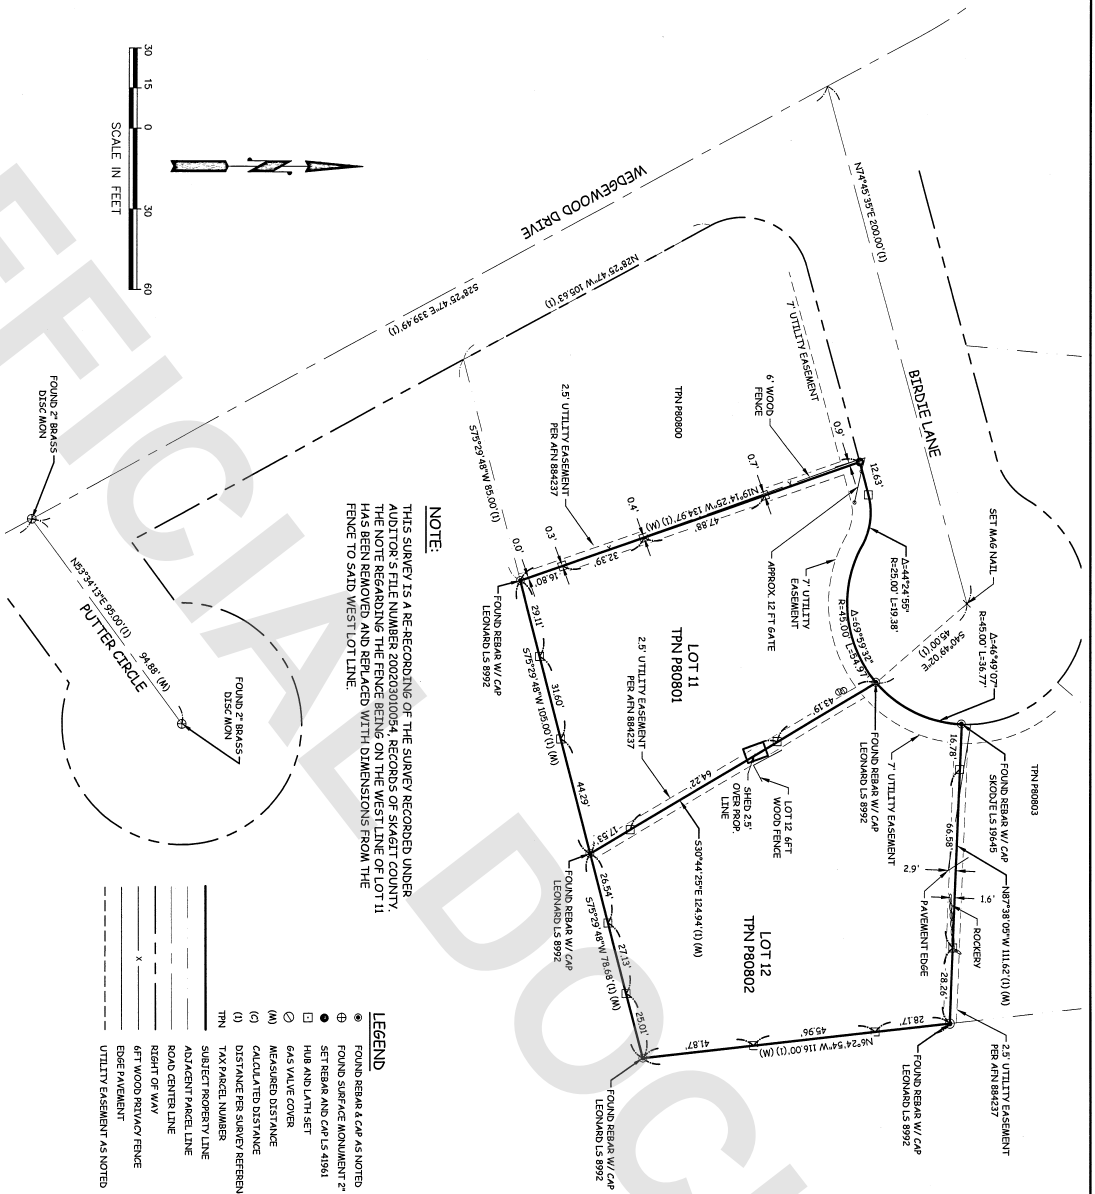 30 15 0 30 60
SCALE IN FEET
N
WEDGEWOOD DRIVE
S28°25'47"E 339.49'(1)
N28°25'47"W 105.63'(1)
N74°45'35"E 200.00'(1)
BIRDIE LANE
SET MAG NAIL
S40°49'02"E
45.00'(1)
Δ=46°49'07"
R=45.00' L=36.77'
Δ=44°24'55"
R=25.00' L=19.38'
Δ=69°59'32"
R=45.00' L=54.97'
12.63'
7' UTILITY EASEMENT
6' WOOD
FENCE
0.9'
0.7'
0.4'
0.3'
0.0'
TPN P80800
2.5' UTILITY EASEMENT
PER AFN 884237
S75°29'48"W 85.00'(1)
N19°14'25"W 134.97'(1) (M)
47.88'
32.39'
16.80'
APPROX. 12 FT GATE
7' UTILITY
EASEMENT
FOUND REBAR W/ CAP
LEONARD LS 8992
LOT 11
TPN P80801
2.5' UTILITY EASEMENT
PER AFN 884237
29.11'
S75°29'48"W 105.00'(1) (M)
31.60'
44.29'
43.19'
64.22'
17.53'
S30°44'25"E 124.94'(1) (M)
SHED 2.5'
OVER PROP.
LINE
LOT 12 6FT
WOOD FENCE
FOUND REBAR W/ CAP
LEONARD LS 8992
7' UTILITY EASEMENT
TPN P80803
FOUND REBAR W/ CAP
SKODJE LS 19645
N87°38'05"W 111.62'(1) (M)
16.78'
66.58'
28.26'
2.9'
1.6'
PAVEMENT EDGE
ROCKERY
2.5' UTILITY EASEMENT
PER AFN 884237
LOT 12
TPN P80802
FOUND REBAR W/ CAP
LEONARD LS 8992
26.54'
S75°29'48"W 78.68'(1) (M)
27.13'
25.01'
41.87'
45.96'
28.17'
N6°24'54"W 116.00'(1) (M)
FOUND REBAR W/ CAP
LEONARD LS 8992
FOUND REBAR W/ CAP
LEONARD LS 8992
FOUND 2" BRASS
DISC MON
N53°34'13"E 95.00'(1)
94.88' (M)
PUTTER CIRCLE
FOUND 2" BRASS
DISC MON
NOTE:
THIS SURVEY IS A RE-RECORDING OF THE SURVEY RECORDED UNDER
AUDITOR'S FILE NUMBER 200203010054, RECORDS OF SKAGIT COUNTY.
THE NOTE REGARDING THE FENCE BEING ON THE WEST LINE OF LOT 11
HAS BEEN REMOVED AND REPLACED WITH DIMENSIONS FROM THE
FENCE TO SAID WEST LOT LINE.
LEGEND
FOUND REBAR & CAP AS NOTED
FOUND SURFACE MONUMENT 2"
SET REBAR AND CAP LS 41961
HUB AND LATH SET
GAS VALVE COVER
(M) MEASURED DISTANCE
(C) CALCULATED DISTANCE
(1) DISTANCE PER SURVEY REFEREN
TPN TAX PARCEL NUMBER
SUBJECT PROPERTY LINE
ADJACENT PARCEL LINE
ROAD CENTER LINE
RIGHT OF WAY
X 6FT WOOD PRIVACY FENCE
EDGE PAVEMENT
UTILITY EASEMENT AS NOTED
FFICIAL DOC